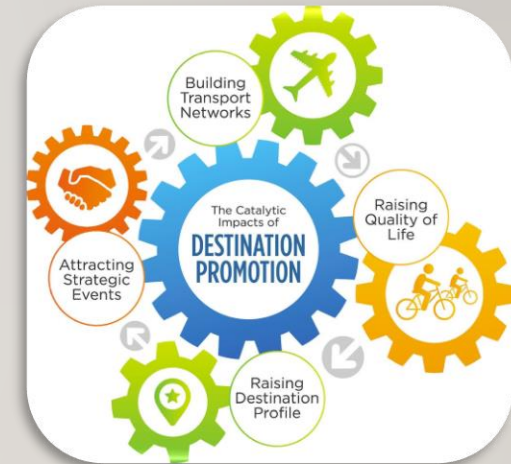 Building
Transport
Networks
The Catalytic
Impacts of
DESTINATION
PROMOTION
Raising
Quality of
Life
Attracting
Strategic
Events
Raising
Destination
Profile